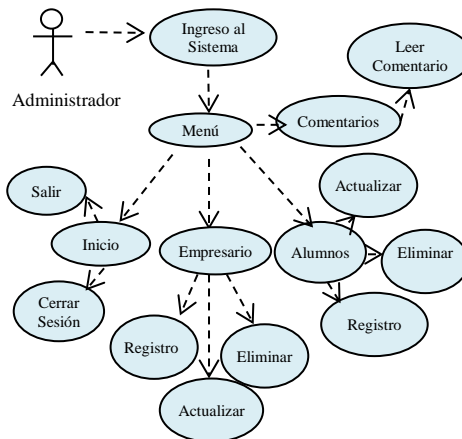 Ingreso al
Sistema
Administrador
Leer
Comentario
Comentarios
Menú
Salir
Actualizar
Inicio
Empresario
Alumnos
Eliminar
Cerrar
Sesión
Registro
Eliminar
Registro
Actualizar